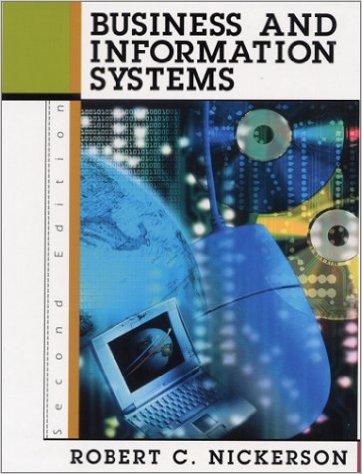 BUSINESS AND
INFORMATION
SYSTEMS
Second Edition
ROBERT C. NICKERSON